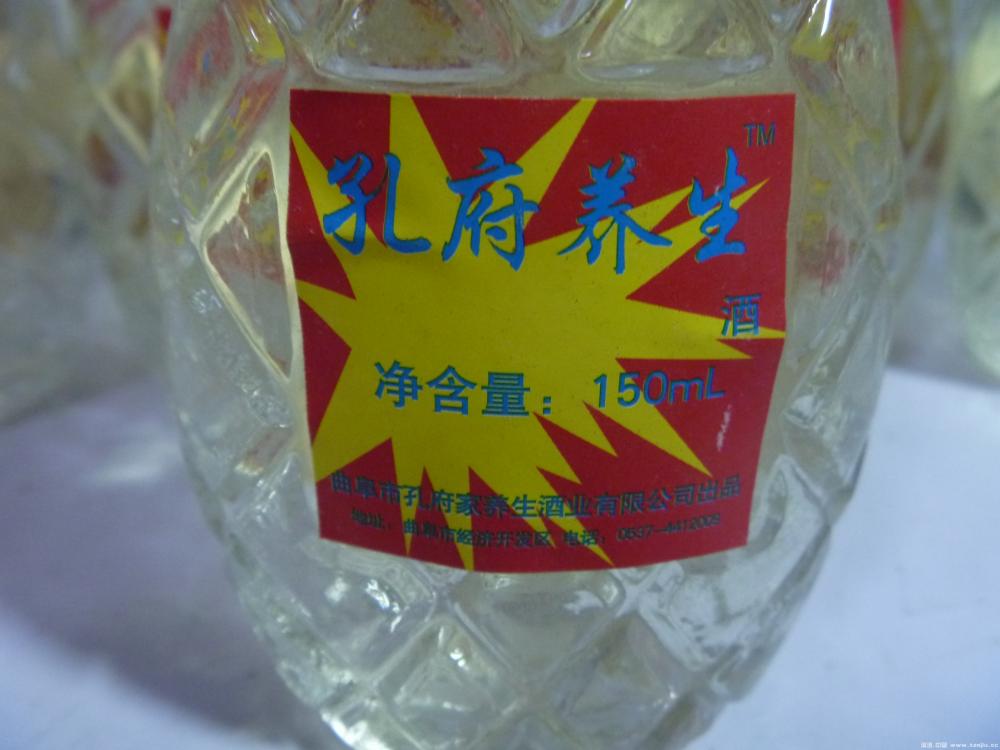 TM
孔府养生
酒
净含量：150mL
曲阜市孔府家养生酒业有限公司出品
地址：曲阜市经济开发区 电话：0537-4412009